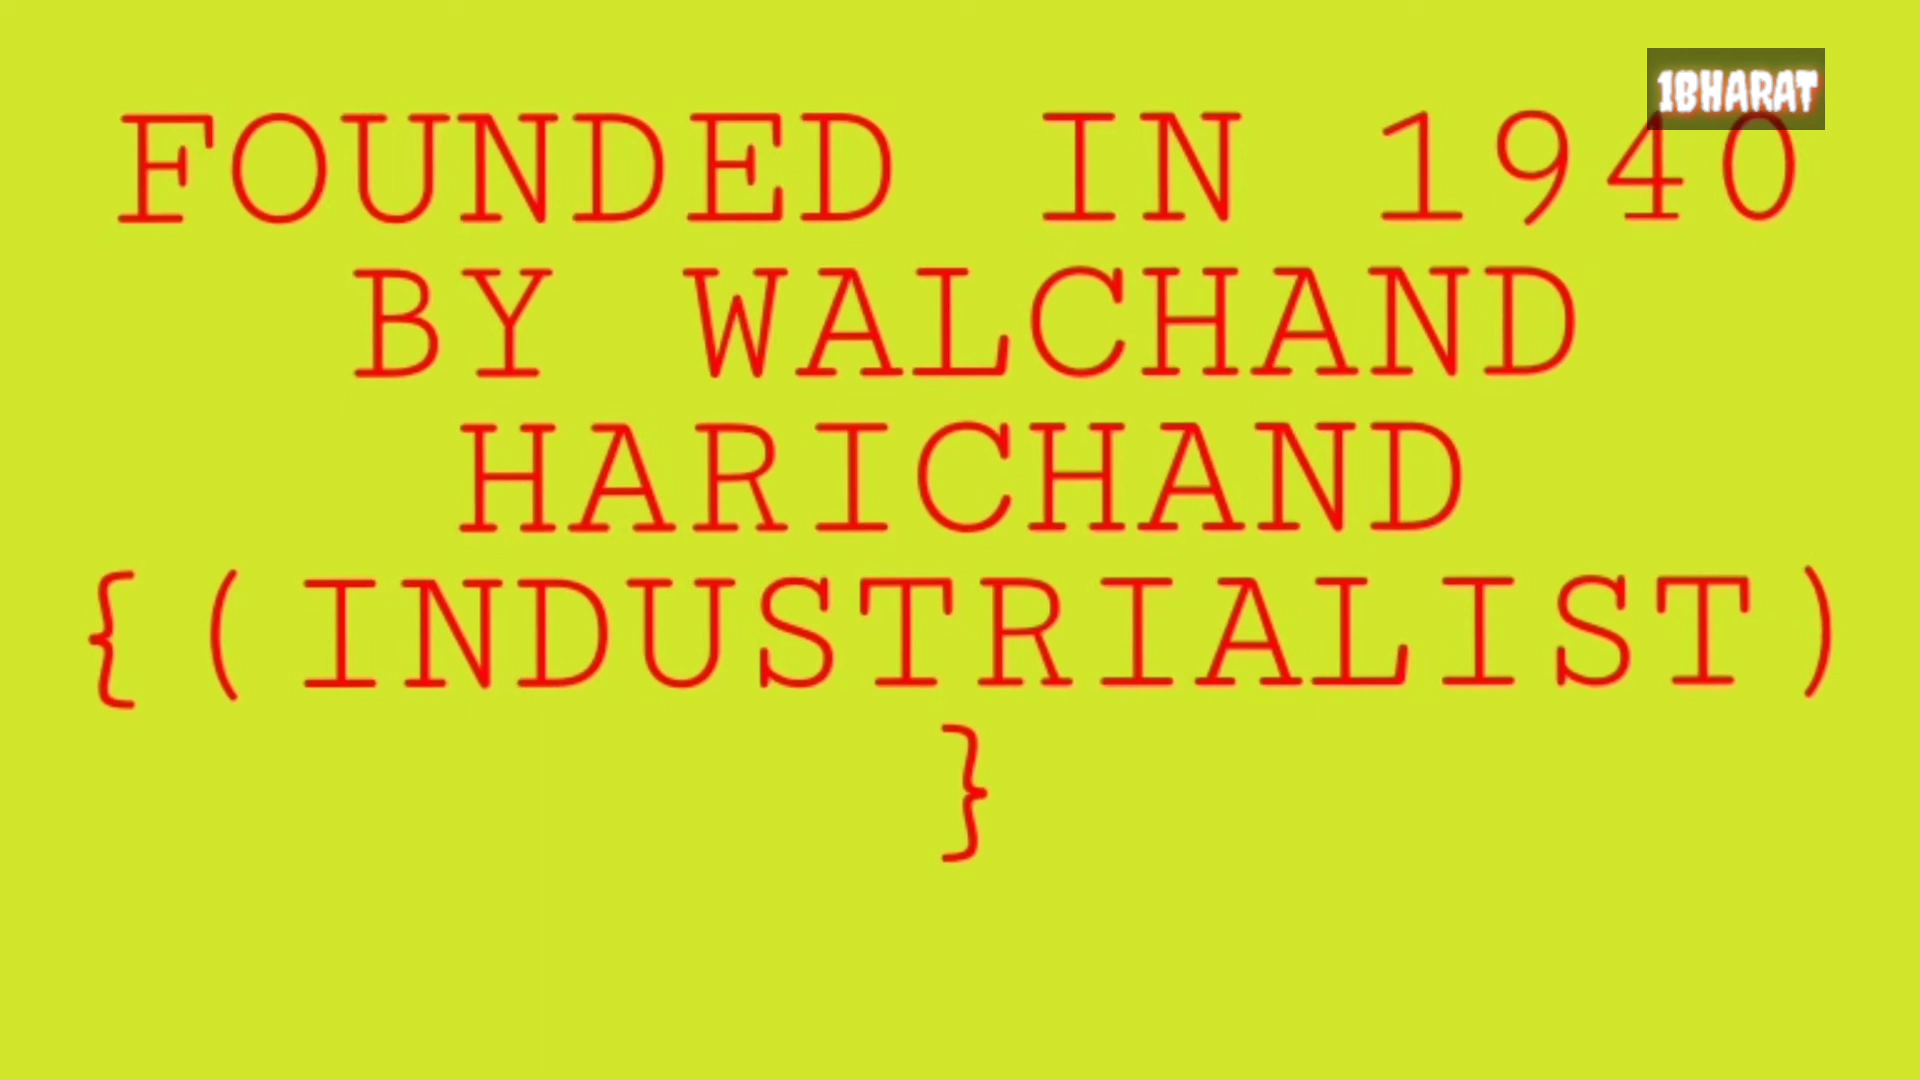 1BHARAT
FOUNDED IN 1940
BY WALCHAND
HARICHAND
{(INDUSTRIALIST)
}